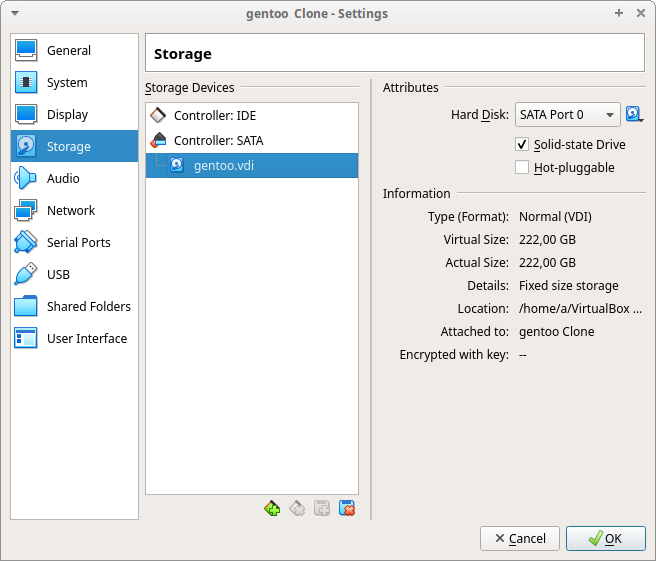 gentoo Clone - Settings
General
System
Display
Storage
Audio
Network
Serial Ports
USB
Shared Folders
User Interface
Storage
Storage Devices
Controller: IDE
Controller: SATA
gentoo.vdi
Attributes
Hard Disk: SATA Port 0
Solid-state Drive
Hot-pluggable
Information
Type (Format): Normal (VDI)
Virtual Size: 222,00 GB
Actual Size: 222,00 GB
Details: Fixed size storage
Location: /home/a/VirtualBox ...
Attached to: gentoo Clone
Encrypted with key: --
Cancel
OK